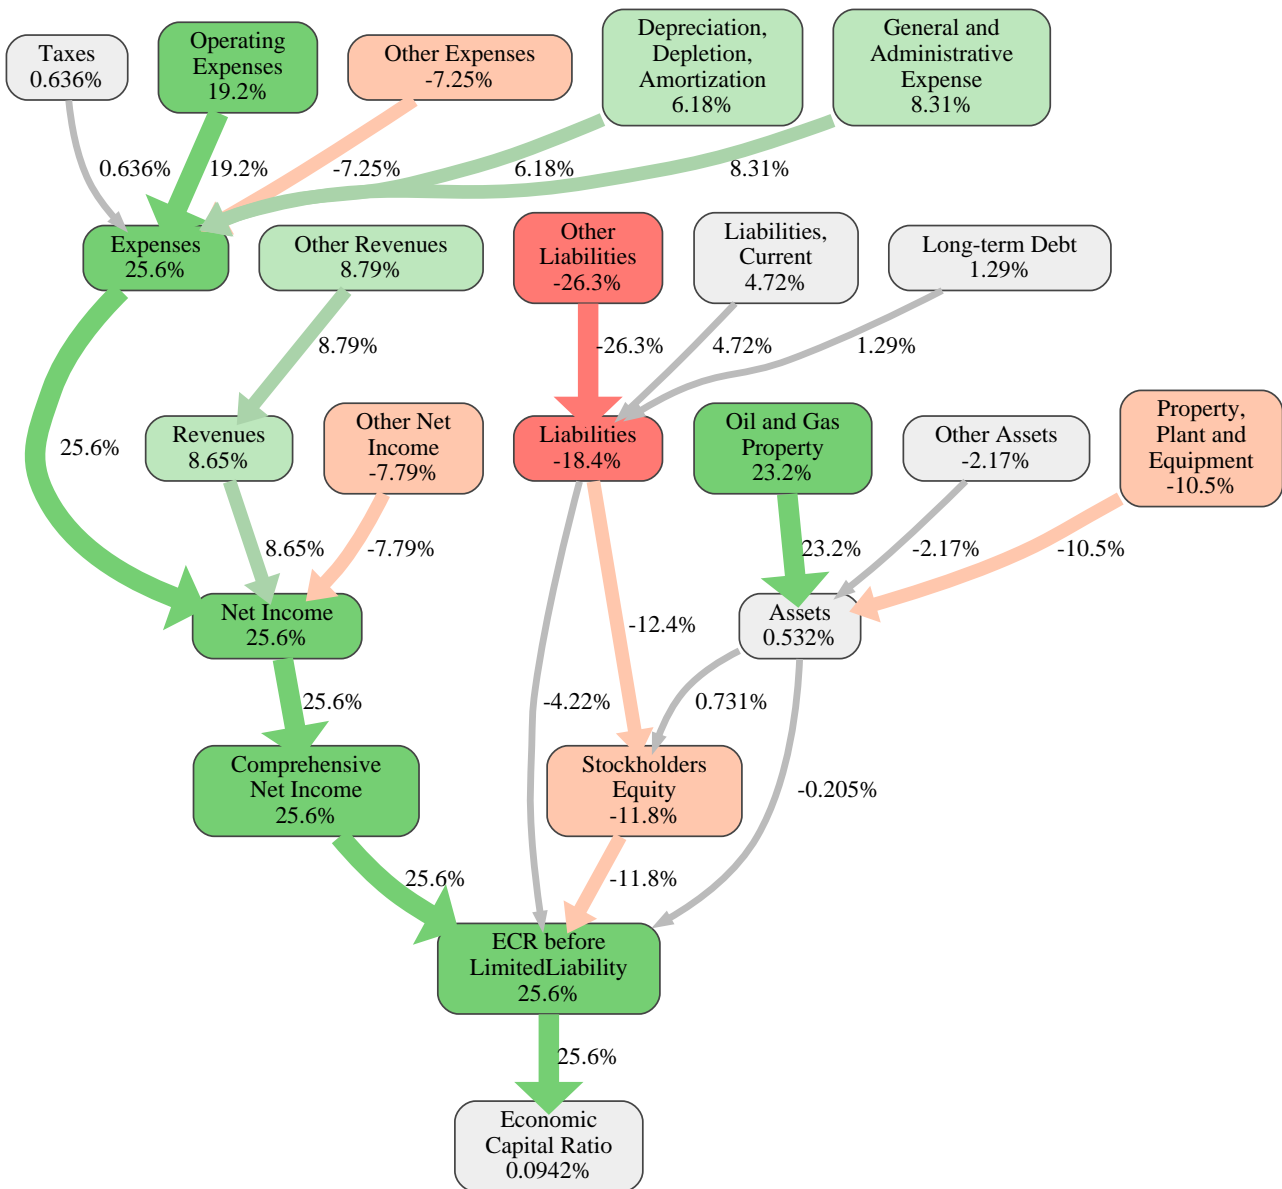 Taxes
0.636%
Operating
Expenses
19.2%
Other Expenses
-7.25%
Depreciation,
Depletion,
Amortization
6.18%
General and
Administrative
Expense
8.31%
0.636%
19.2%
-7.25%
6.18%
8.31%
Expenses
25.6%
Other Revenues
8.79%
Other
Liabilities
-26.3%
Liabilities,
Current
4.72%
Long-term Debt
1.29%
8.79%
-26.3%
4.72%
1.29%
25.6%
Revenues
8.65%
Other Net
Income
-7.79%
Liabilities
-18.4%
Oil and Gas
Property
23.2%
Other Assets
-2.17%
Property,
Plant and
Equipment
-10.5%
8.65%
-7.79%
23.2%
-2.17%
-10.5%
Net Income
25.6%
-12.4%
Assets
0.532%
25.6%
-4.22%
0.731%
Comprehensive
Net Income
25.6%
Stockholders
Equity
-11.8%
-0.205%
25.6%
-11.8%
ECR before
LimitedLiability
25.6%
25.6%
Economic
Capital Ratio
0.0942%